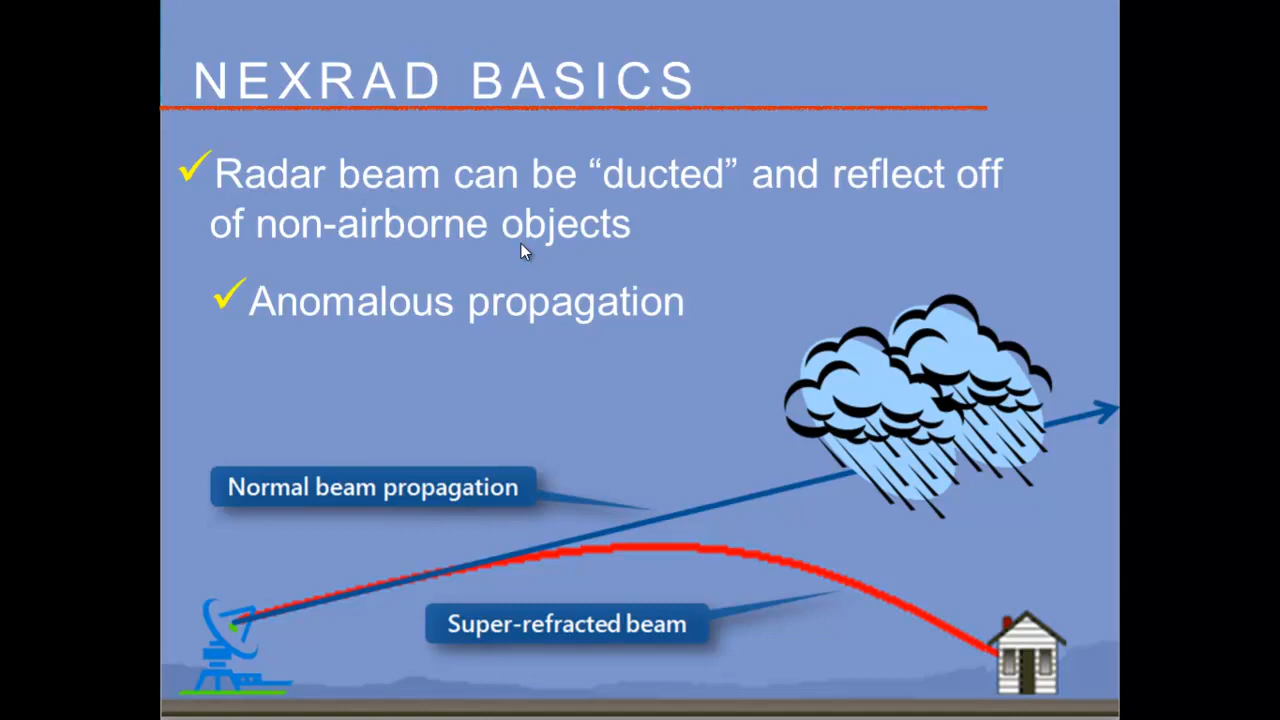 NEXRAD BASICS
Radar beam can be “ducted” and reflect off
of non-airborne objects
Anomalous propagation
Normal beam propagation
Super-refracted beam